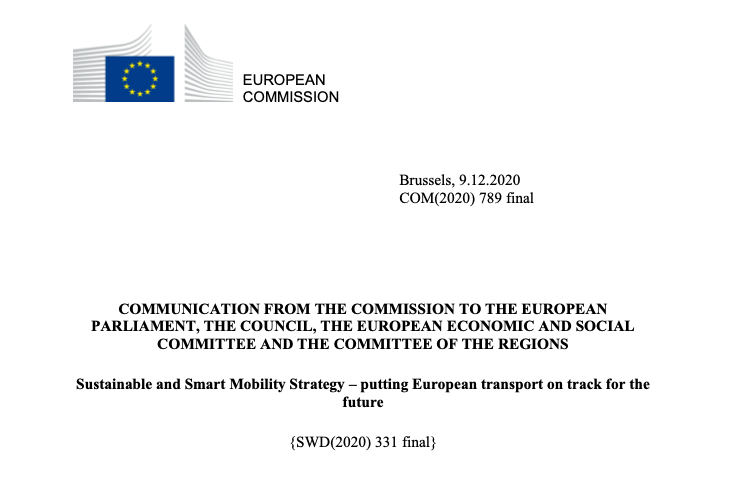 EUROPEAN
COMMISSION
Brussels, 9.12.2020
COM(2020) 789 final
COMMUNICATION FROM THE COMMISSION TO THE EUROPEAN
PARLIAMENT, THE COUNCIL, THE EUROPEAN ECONOMIC AND SOCIAL
COMMITTEE AND THE COMMITTEE OF THE REGIONS
Sustainable and Smart Mobility Strategy – putting European transport on track for the
future
{SWD(2020) 331 final}